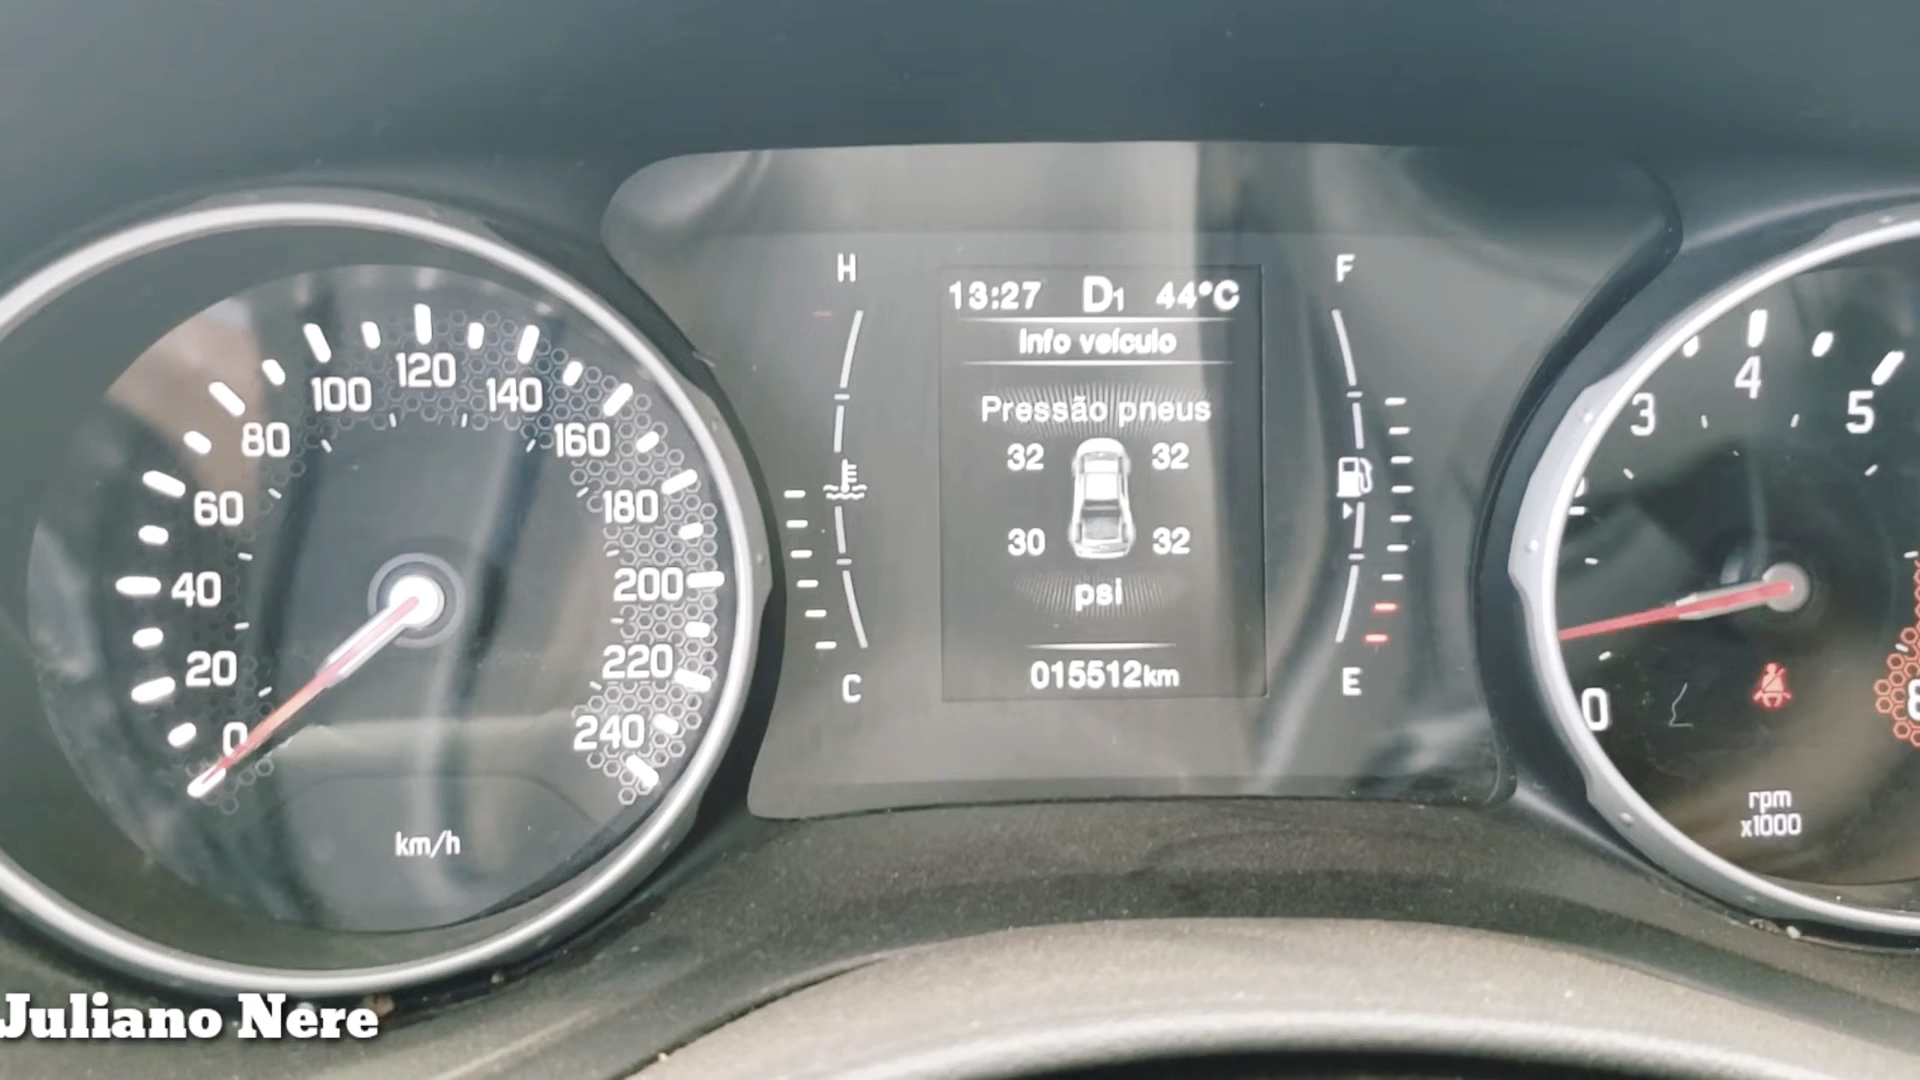 0
20
40
60
80
100
120
140
160
180
200
220
240
km/h
H
C
13:27 D1 44°C
Info veículo
Pressão pneus
32 32
30 32
psi
015512km
F
E
0
3
4
5
8
rpm
x1000
Juliano Nere